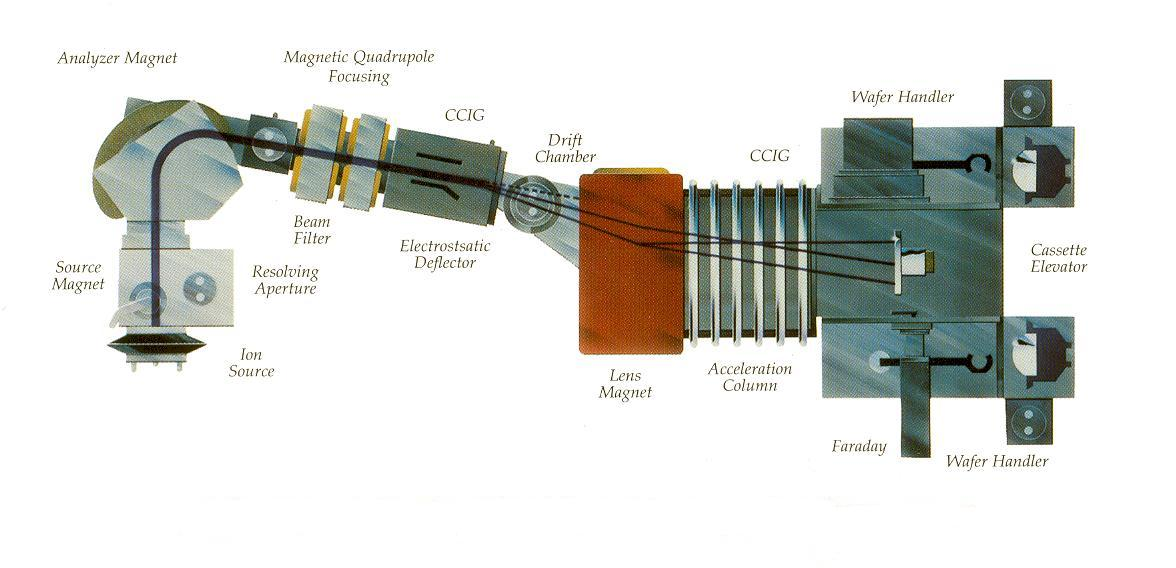 Analyzer Magnet
Magnetic Quadrupole
Focusing
CCIG
Drift
Chamber
CCIG
Wafer Handler
Beam
Filter
Electrostsatic
Deflector
Source
Magnet
Resolving
Aperture
Ion
Source
Lens
Magnet
Acceleration
Column
Cassette
Elevator
Faraday
Wafer Handler